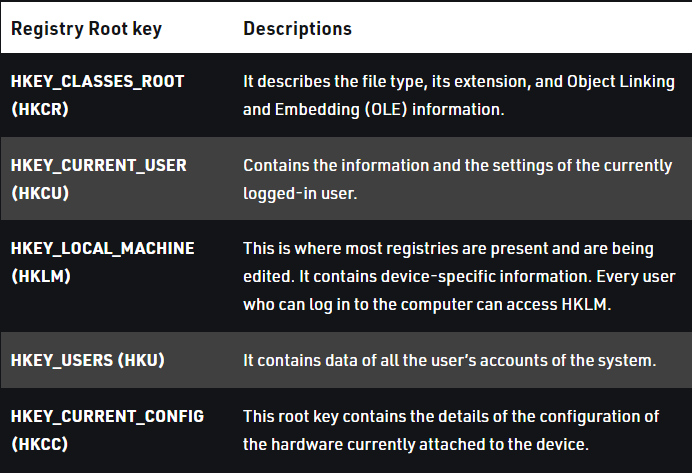 Registry Root key Descriptions
HKEY_CLASSES_ROOT
(HKCR)
It describes the file type, its extension, and Object Linking
and Embedding (OLE) information.
HKEY_CURRENT_USER
(HKCU)
Contains the information and the settings of the currently
logged-in user.
HKEY_LOCAL_MACHINE
(HKLM)
This is where most registries are present and are being
edited. It contains device-specific information. Every user
who can log in to the computer can access HKLM.
HKEY_USERS (HKU)
It contains data of all the user's accounts of the system.
HKEY_CURRENT_CONFIG
(HKCC)
This root key contains the details of the configuration of
the hardware currently attached to the device.